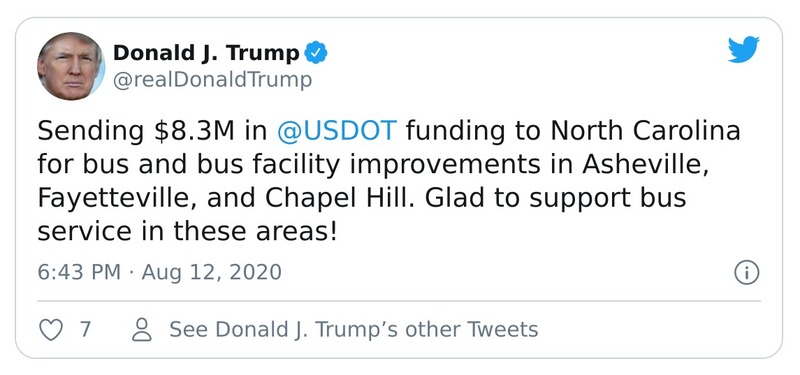 Donald J. Trump
@realDonaldTrump
Sending $8.3M in @USDOT funding to North Carolina
for bus and bus facility improvements in Asheville,
Fayetteville, and Chapel Hill. Glad to support bus
service in these areas!
6:43 PM · Aug 12, 2020
7 See Donald J. Trump’s other Tweets